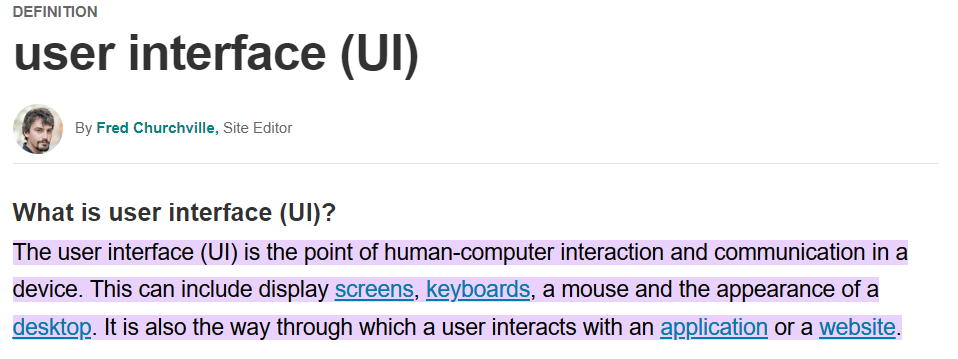 DEFINITION
user interface (UI)
By Fred Churchville, Site Editor
What is user interface (UI)?
The user interface (UI) is the point of human-computer interaction and communication in a
device. This can include display screens, keyboards, a mouse and the appearance of a
desktop. It is also the way through which a user interacts with an application or a website.